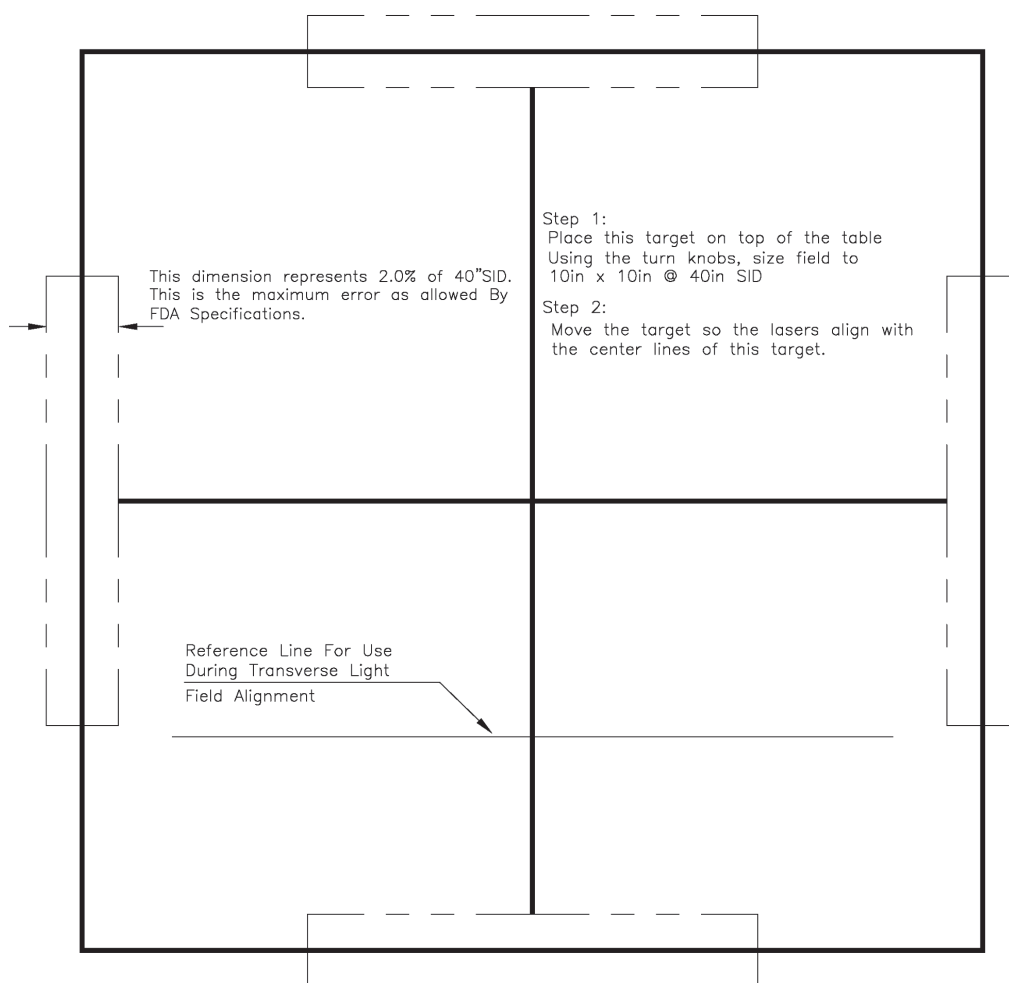 Step 1:
Place this target on top of the table
Using the turn knobs, size field to
10in x 10in @ 40in SID
Step 2:
Move the target so the lasers align with
the center lines of this target.
This dimension represents 2.0% of 40"SID.
This is the maximum error as allowed By
FDA Specifications.
Reference Line For Use
During Transverse Light
Field Alignment